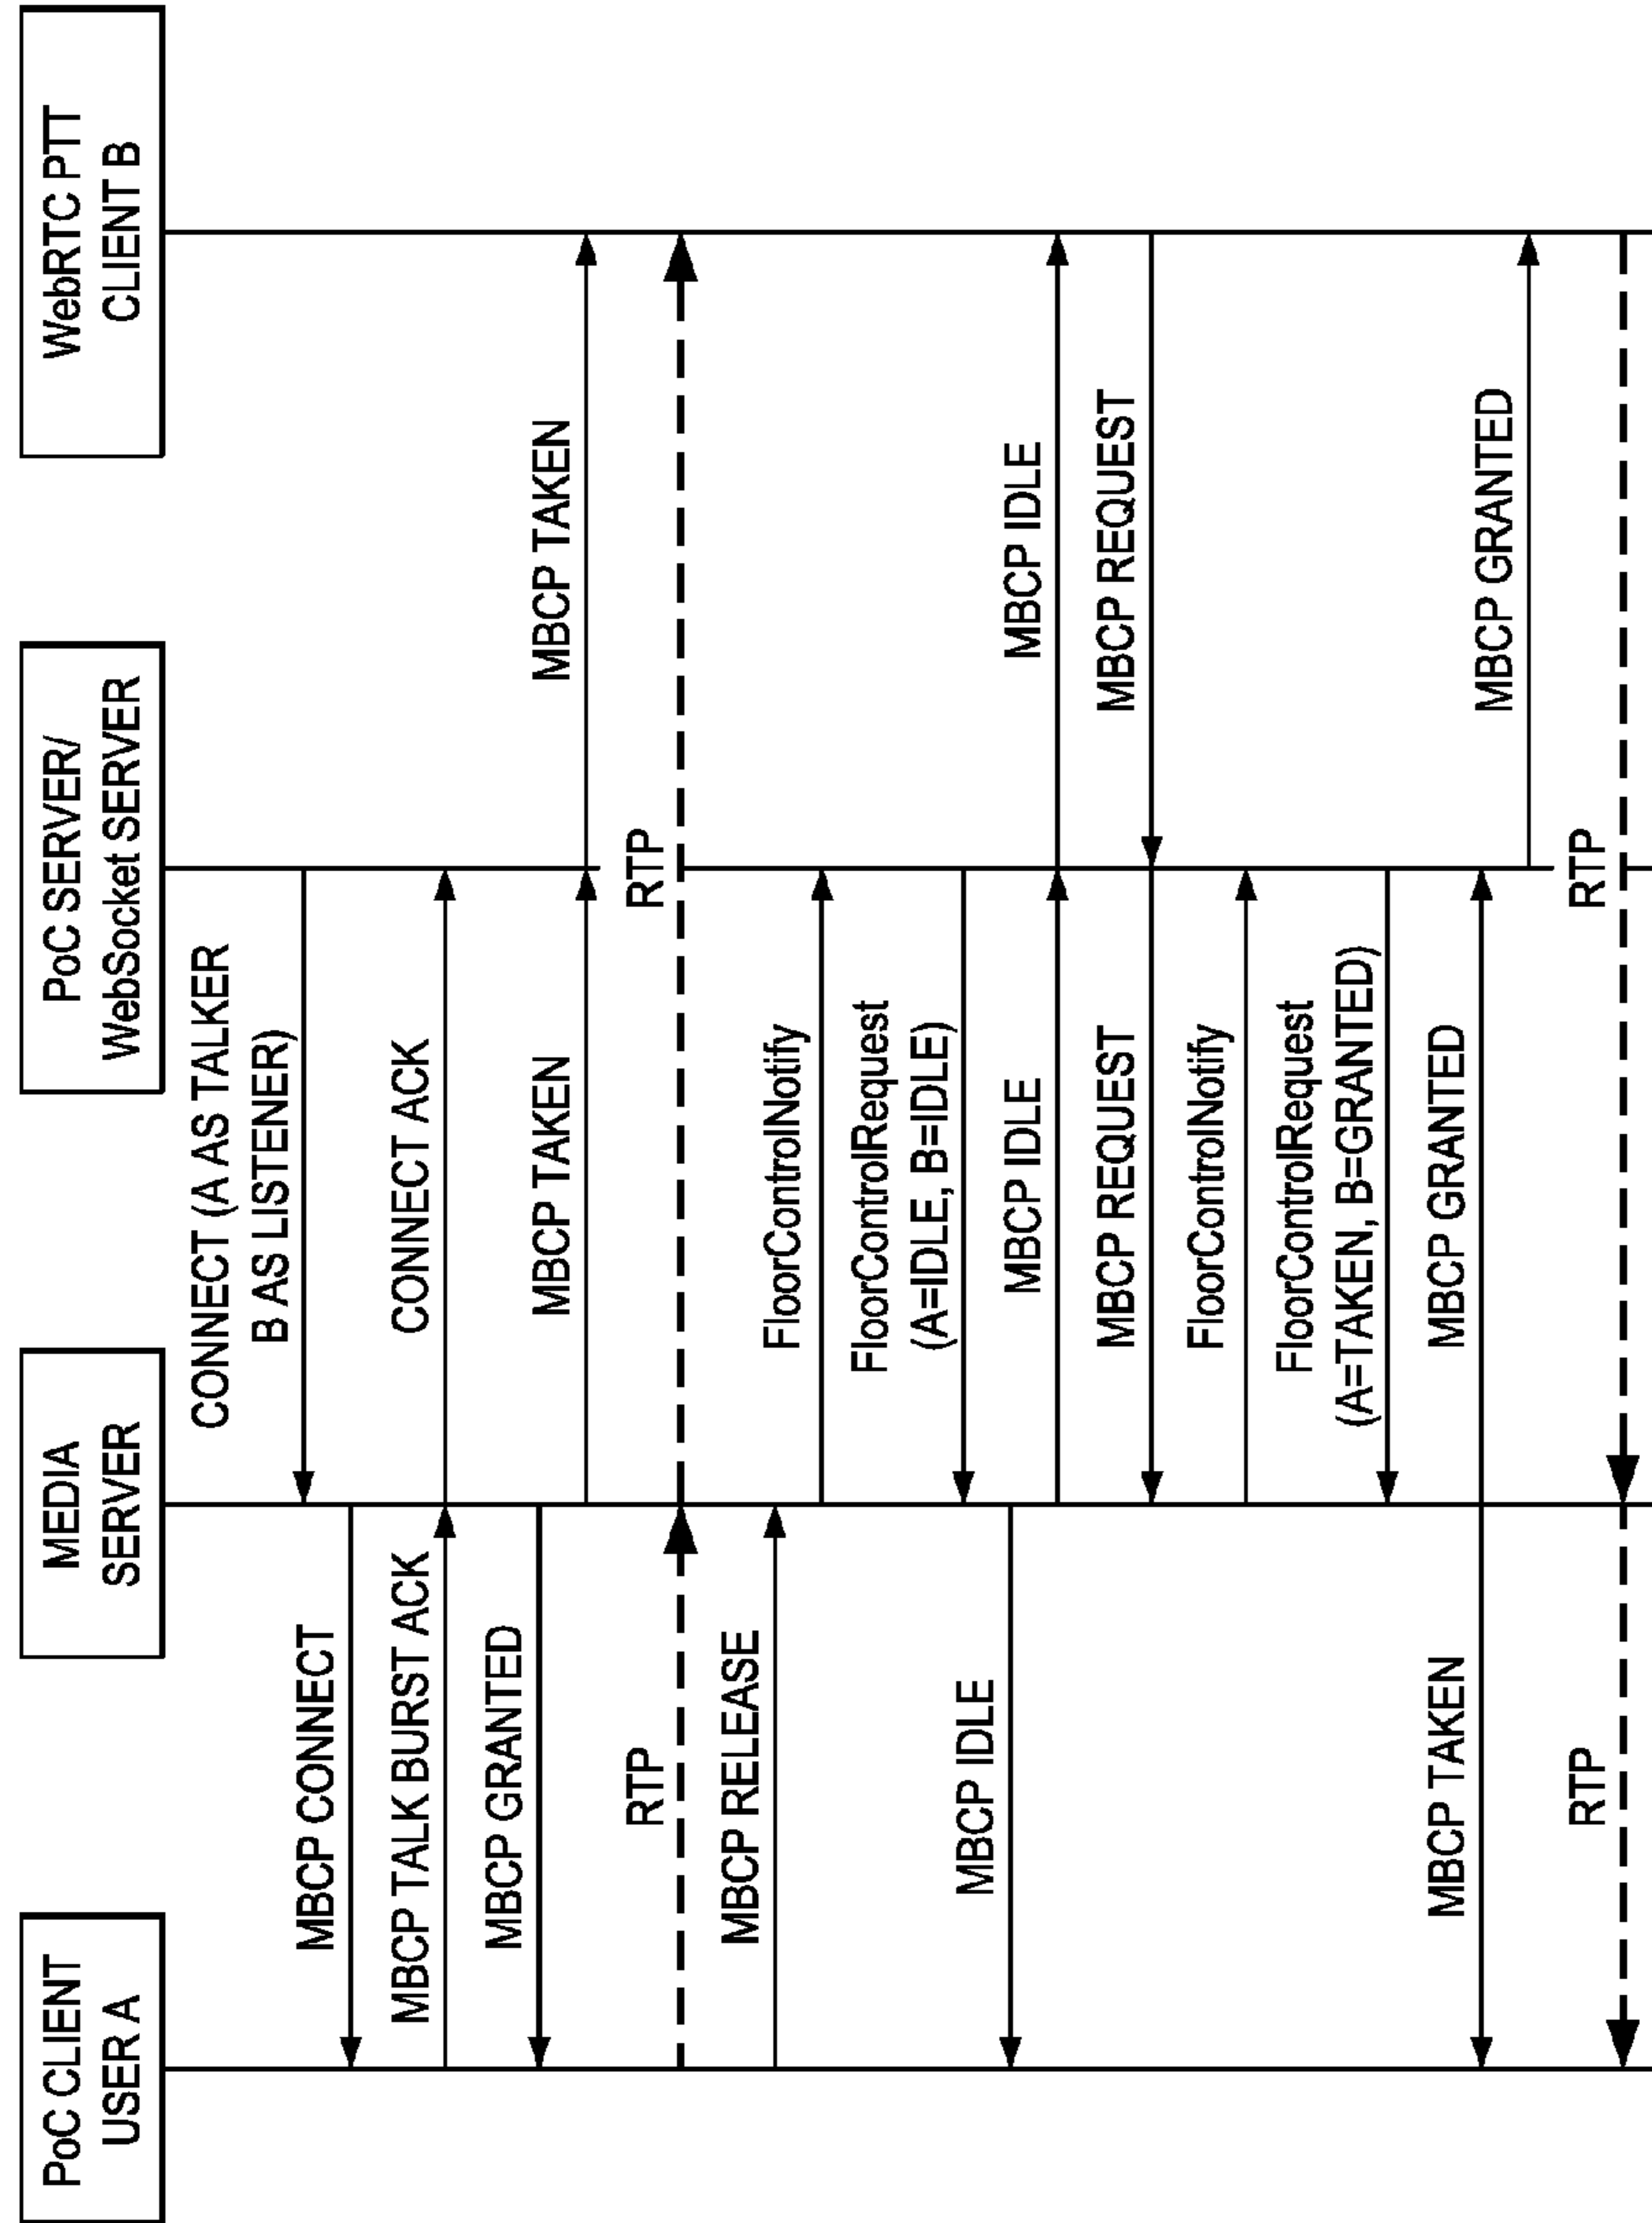 PoC CLIENT
USER A
MEDIA
SERVER
PoC SERVER/
WebSocket SERVER
WebRTC PTT
CLIENT B
CONNECT (A AS TALKER
B AS LISTENER)
MBCP CONNECT
MBCP TALK BURST ACK
CONNECT ACK
MBCP GRANTED
MBCP TAKEN
MBCP TAKEN
RTP
RTP
MBCP RELEASE
FloorControlNotify
FloorControlRequest
(A=IDLE, B=IDLE)
MBCP IDLE
MBCP IDLE
MBCP IDLE
MBCP REQUEST
MBCP REQUEST
FloorControlNotify
FloorControlRequest
(A=TAKEN, B=GRANTED)
MBCP TAKEN
MBCP GRANTED
MBCP GRANTED
RTP
RTP